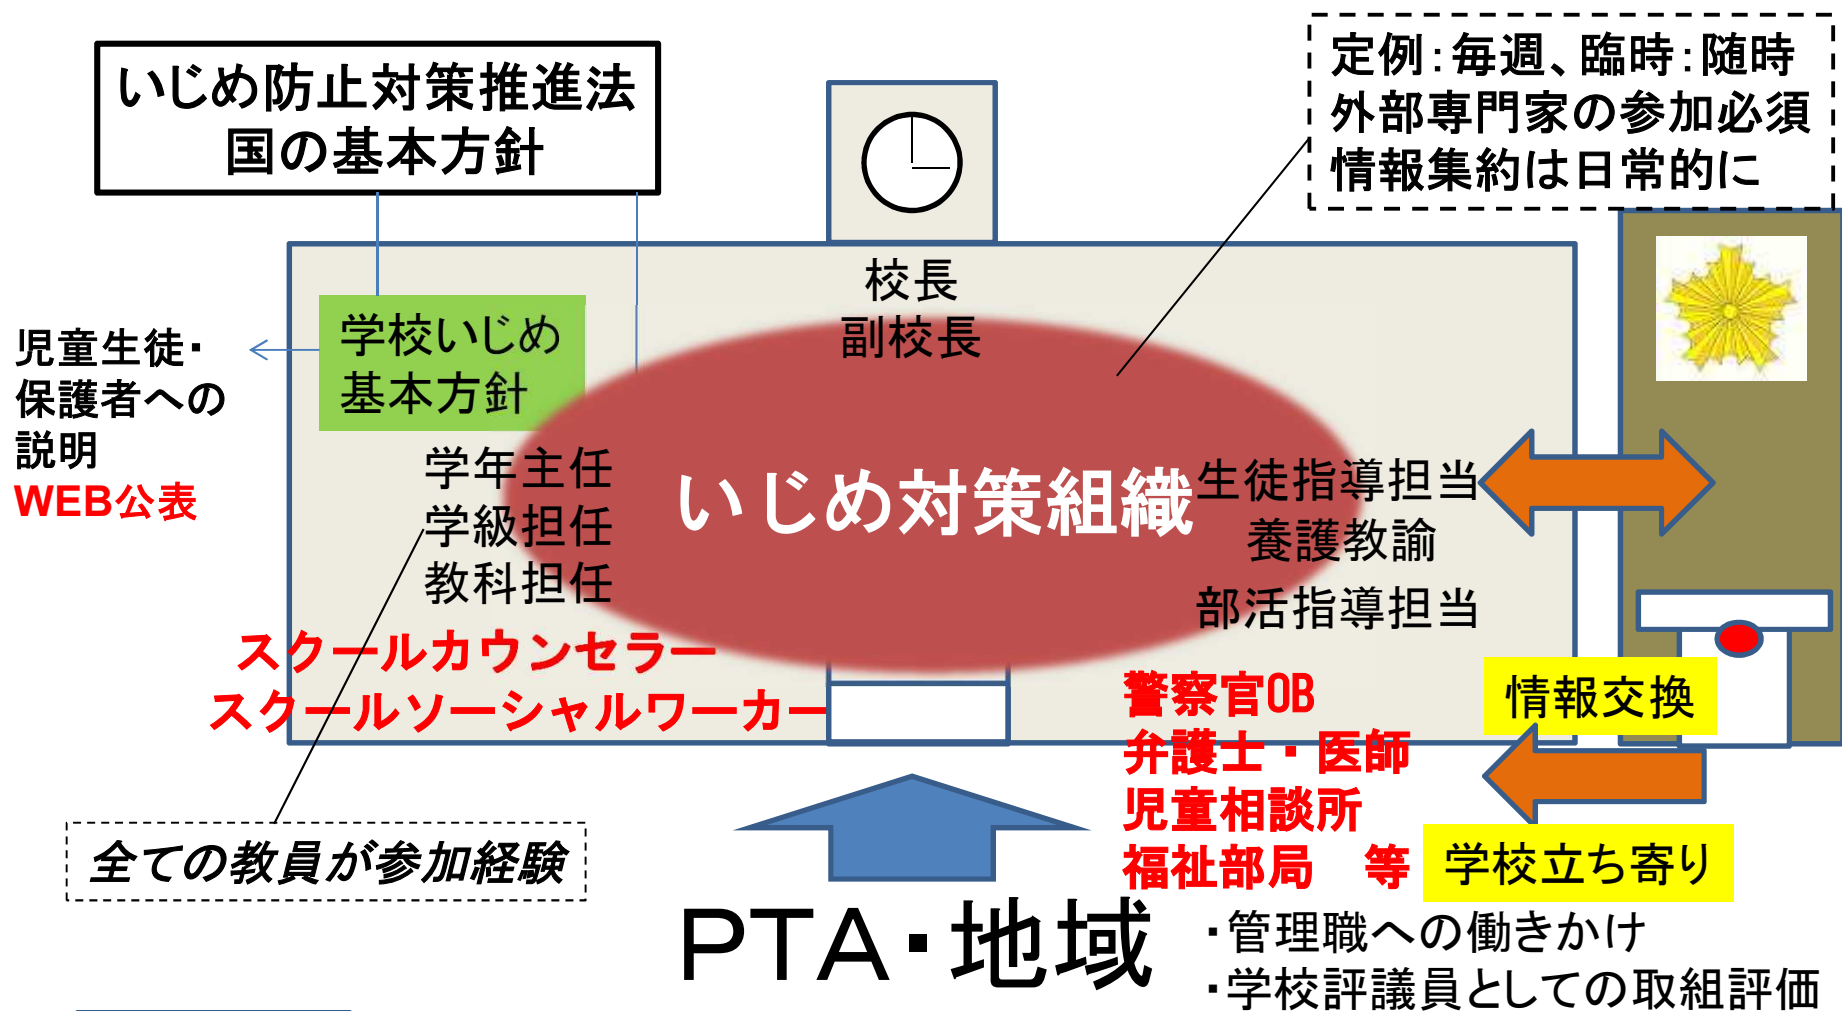 いじめ防止対策推進法
国の基本方針
定例:毎週、臨時:随時
外部専門家の参加必須
情報集約は日常的に
校長
副校長
学校いじめ
基本方針
児童生徒・
保護者への
説明
WEB公表
学年主任
学級担任
教科担任
いじめ対策組織
生徒指導担当
養護教諭
部活指導担当
スクールカウンセラー
スクールソーシャルワーカー
警察官OB
弁護士・医師
児童相談所
福祉部局 等
情報交換
学校立ち寄り
全ての教員が参加経験
PTA・地域
・管理職への働きかけ
・学校評議員としての取組評価